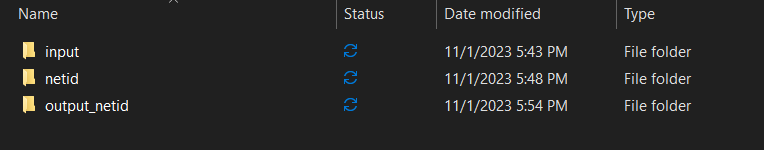 Name Status Date modified Type
input 11/1/2023 5:43 PM File folder
netid 11/1/2023 5:48 PM File folder
output_netid 11/1/2023 5:54 PM File folder